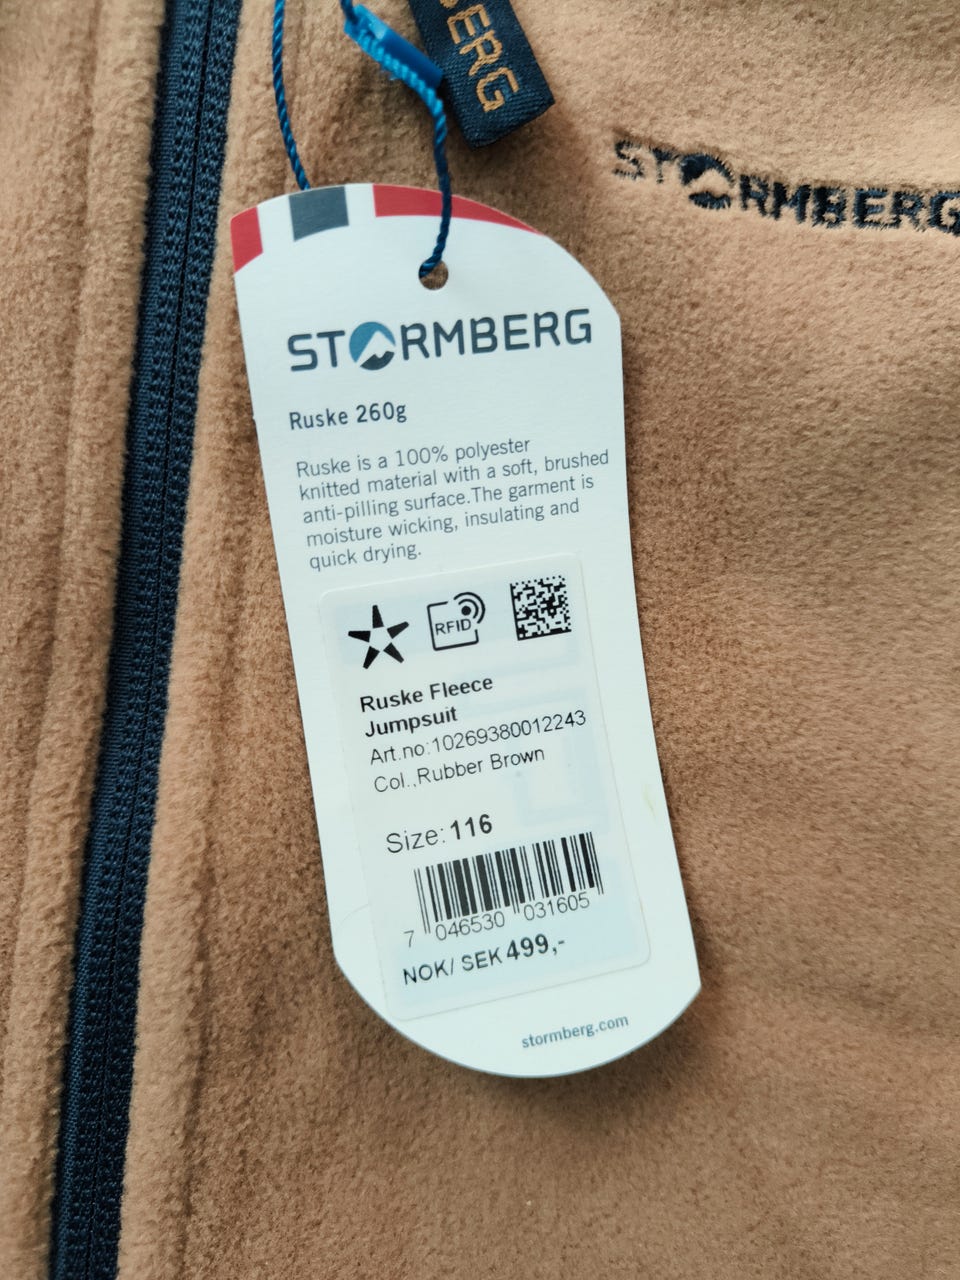 BERG
STORMBERG
STORMBERG
Ruske 260g
Ruske is a 100% polyester
knitted material with a soft, brushed
anti-pilling surface.The garment is
moisture wicking, insulating and
quick drying.
RFID
Ruske Fleece
Jumpsuit
Art.no:10269380012243
Col.,Rubber Brown
Size:116
7 046530 031605
NOK/ SEK 499,-
stormberg.com